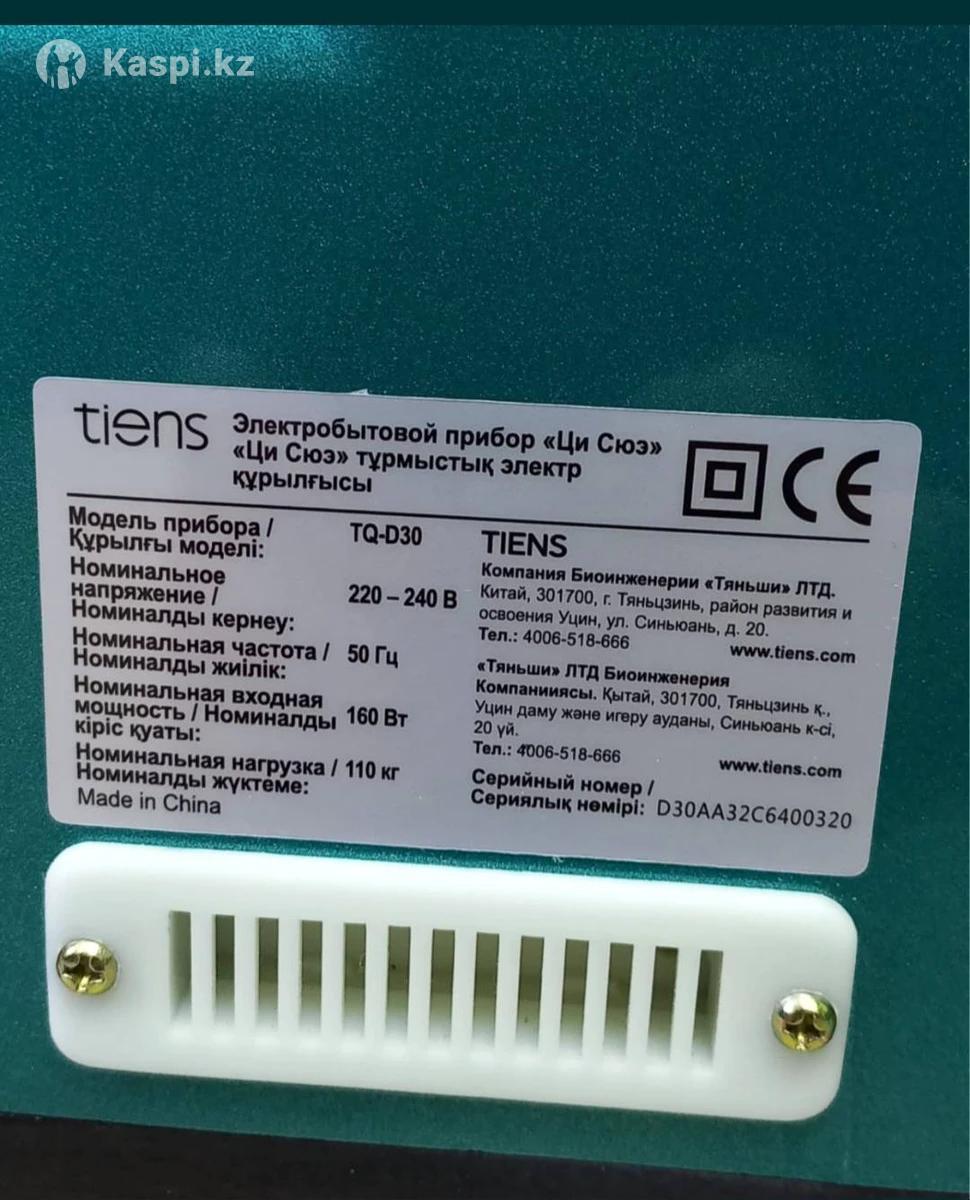 Kaspi.kz
tiens
Электробытовой прибор «Ци Сюэ»
«Ци Сюэ» тұрмыстық электр
құрылғысы
CE
Модель прибора /
Құрылғы моделі:
TQ-D30
Номинальное
напряжение /
Номиналды кернеу:
220 – 240 В
Номинальная частота /
Номиналды жиілік:
50 Гц
Номинальная входная
мощность / Номиналды
кіріс қуаты:
160 Вт
Номинальная нагрузка /
Номиналды жүктеме:
110 кг
Made in China
TIENS
Компания Биоинженерии «Тяньши» ЛТД.
Китай, 301700, г. Тяньцзинь, район развития и
освоения Уцин, ул. Синьюань, д. 20.
Тел.: 4006-518-666
www.tiens.com
«Тяньши» ЛТД Биоинженерия
Компанииясы. Қытай, 301700, Тяньцзинь қ.,
Уцин даму және игеру ауданы, Синьюань к-сі,
20 үй.
Тел.: 4006-518-666
www.tiens.com
Серийный номер /
Сериялық нөмірі: D30AA32C6400320